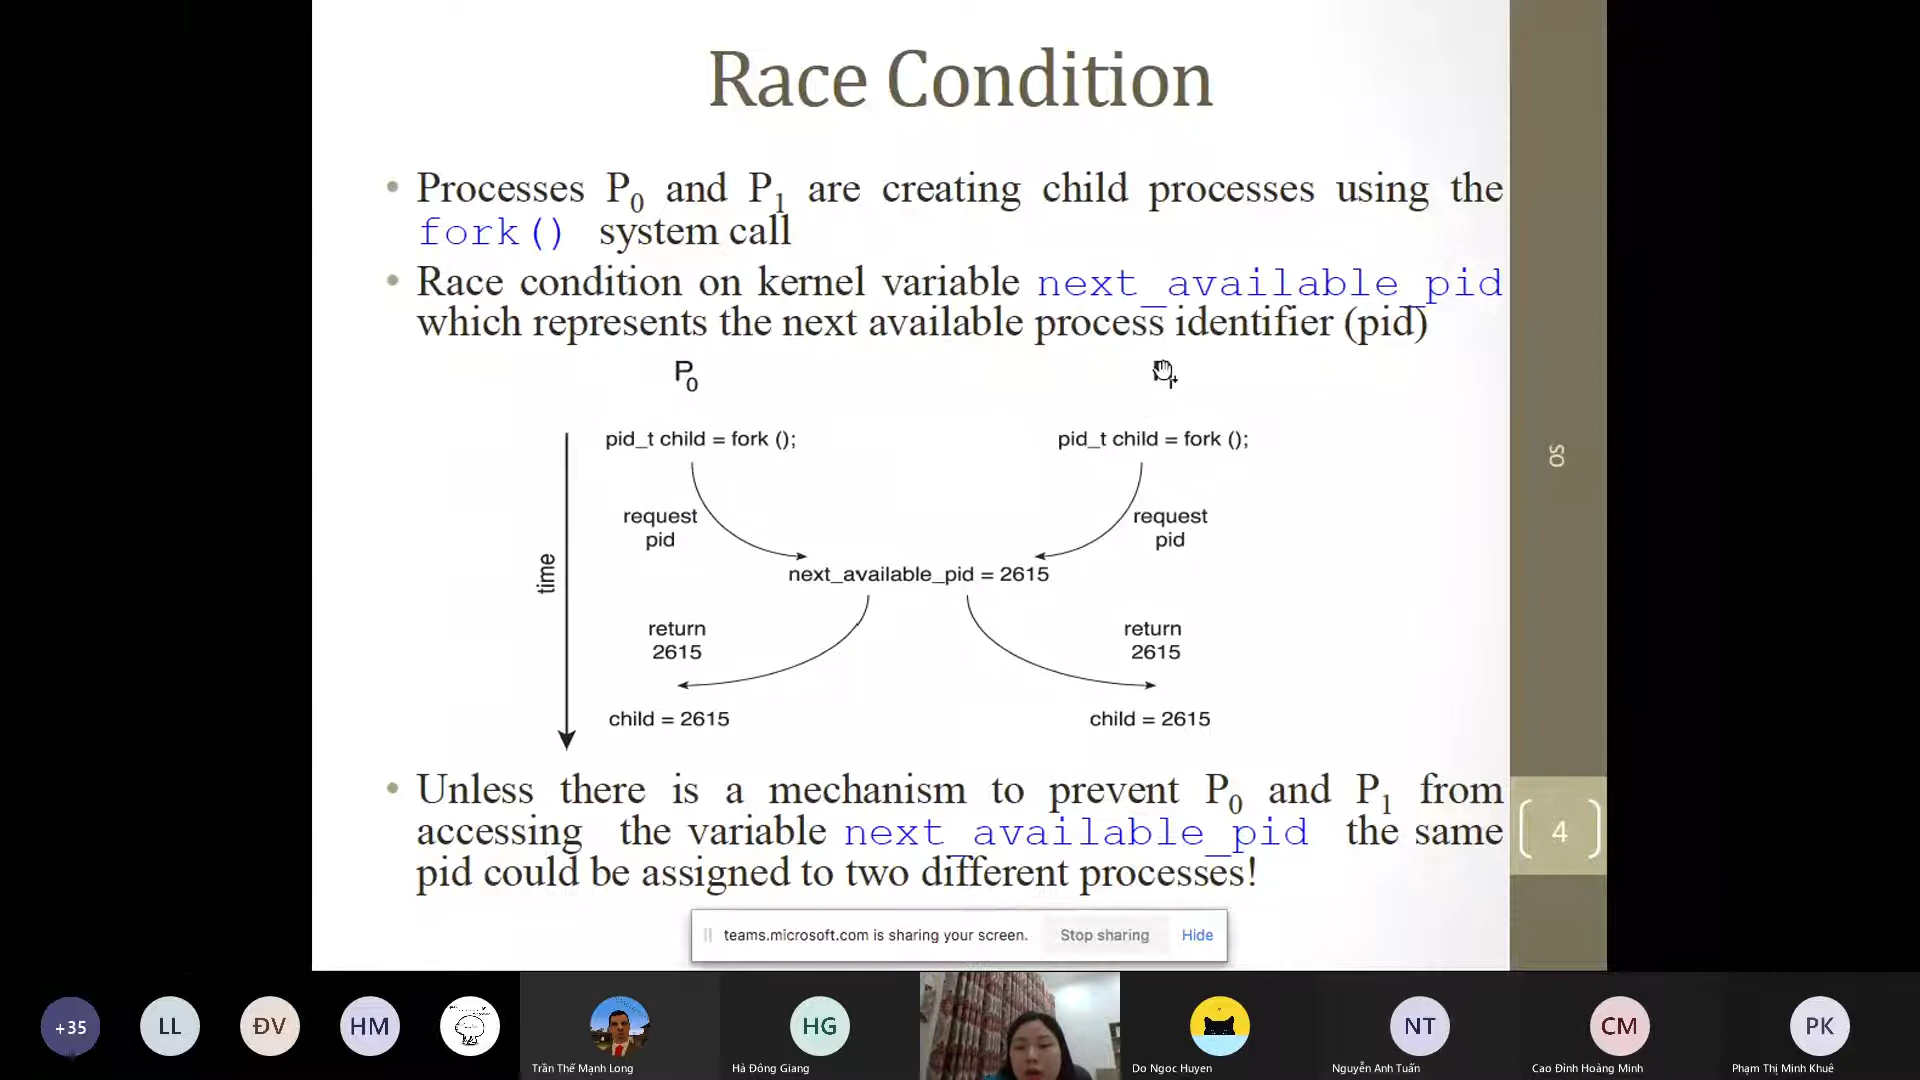 Race Condition
• Processes P0 and P1 are creating child processes using the
fork() system call
• Race condition on kernel variable next_available_pid
which represents the next available process identifier (pid)
P0
pid_t child = fork ();
pid_t child = fork ();
request
pid
request
pid
time
next_available_pid = 2615
return
2615
return
2615
child = 2615
child = 2615
• Unless there is a mechanism to prevent P0 and P1 from
accessing the variable next_available_pid the same
pid could be assigned to two different processes!
OS
4
teams.microsoft.com is sharing your screen.
Stop sharing
Hide
+35
LL
ĐV
HM
HG
NT
CM
PK
Trần Thế Mạnh Long
Hà Đông Giang
Do Ngoc Huyen
Nguyễn Anh Tuấn
Cao Đình Hoàng Minh
Phạm Thị Minh Khuê